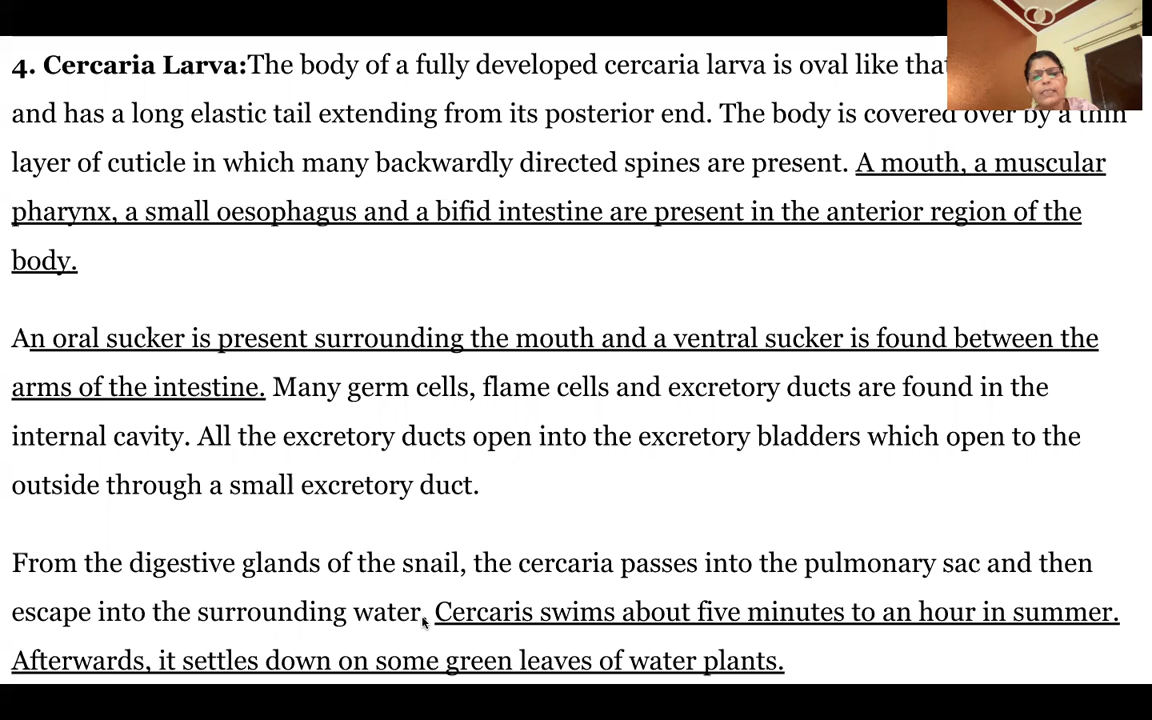 4. Cercaria Larva:The body of a fully developed cercaria larva is oval like that
and has a long elastic tail extending from its posterior end. The body is covered over by a thin
layer of cuticle in which many backwardly directed spines are present. A mouth, a muscular
pharynx, a small oesophagus and a bifid intestine are present in the anterior region of the
body.
An oral sucker is present surrounding the mouth and a ventral sucker is found between the
arms of the intestine. Many germ cells, flame cells and excretory ducts are found in the
internal cavity. All the excretory ducts open into the excretory bladders which open to the
outside through a small excretory duct.
From the digestive glands of the snail, the cercaria passes into the pulmonary sac and then
escape into the surrounding water. Cercaris swims about five minutes to an hour in summer.
Afterwards, it settles down on some green leaves of water plants.